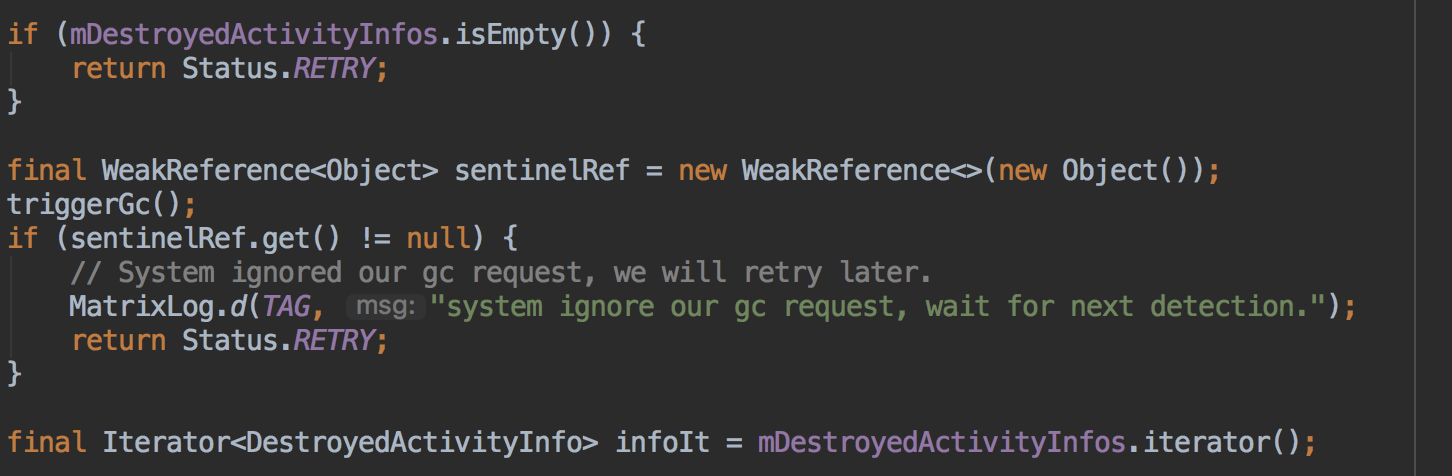 if (mDestroyedActivityInfos.isEmpty()) {
    return Status.RETRY;
}
final WeakReference<Object> sentinelRef = new WeakReference<>(new Object());
triggerGc();
if (sentinelRef.get() != null) {
    // System ignored our gc request, we will retry later.
    MatrixLog.d(TAG, msg: "system ignore our gc request, wait for next detection.");
    return Status.RETRY;
}
final Iterator<DestroyedActivityInfo> infoIt = mDestroyedActivityInfos.iterator();